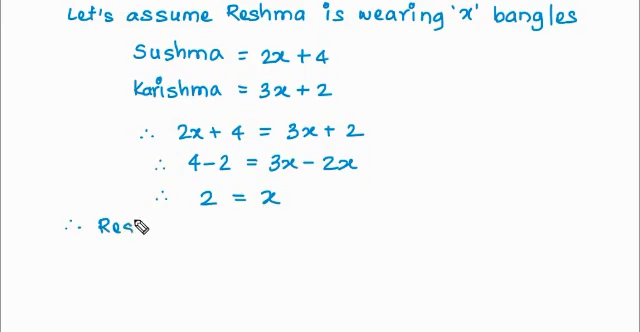 Let's assume Reshma is wearing 'x' bangles
Sushma = 2x + 4
Karishma = 3x + 2
∴ 2x + 4 = 3x + 2
∴ 4 - 2 = 3x - 2x
∴ 2 = x
∴ Res